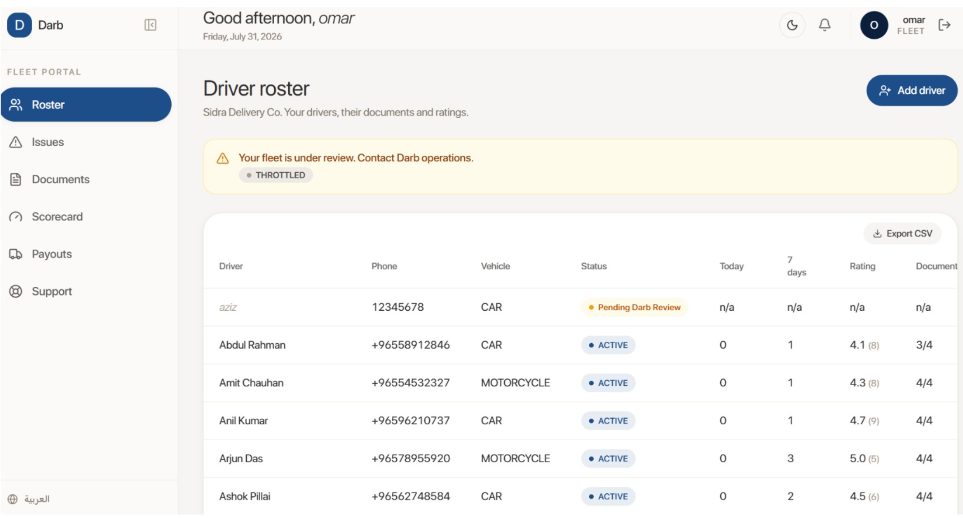 D Darb
Good afternoon, omar
Friday, July 31, 2026
O omar
FLEET
FLEET PORTAL
Roster
Issues
Documents
Scorecard
Payouts
Support
العربية
Driver roster
Sidra Delivery Co. Your drivers, their documents and ratings.
Add driver
Your fleet is under review. Contact Darb operations.
THROTTLED
Export CSV
Driver Phone Vehicle Status Today 7 days Rating Document
aziz 12345678 CAR Pending Darb Review n/a n/a n/a n/a
Abdul Rahman +96558912846 CAR ACTIVE 0 1 4.1 (8) 3/4
Amit Chauhan +96554532327 MOTORCYCLE ACTIVE 0 1 4.3 (8) 4/4
Anil Kumar +96596210737 CAR ACTIVE 0 1 4.7 (9) 4/4
Arjun Das +96578955920 MOTORCYCLE ACTIVE 0 3 5.0 (5) 4/4
Ashok Pillai +96562748584 CAR ACTIVE 0 2 4.5 (6) 4/4